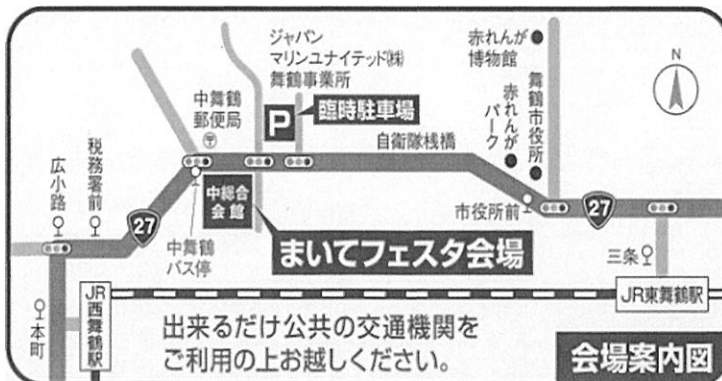 ジャパン
マリンユナイテッド㈱
舞鶴事業所
赤れんが
博物館
N
中舞鶴
郵便局
P
臨時駐車場
舞鶴市役所
赤れんが
パーク
自衛隊桟橋
広小路
税務署前
27
中総合
会館
中舞鶴
バス停
まいてフェスタ会場
市役所前
27
三条
本町
JR
西舞鶴駅
JR東舞鶴駅
出来るだけ公共の交通機関を
ご利用の上お越しください。
会場案内図